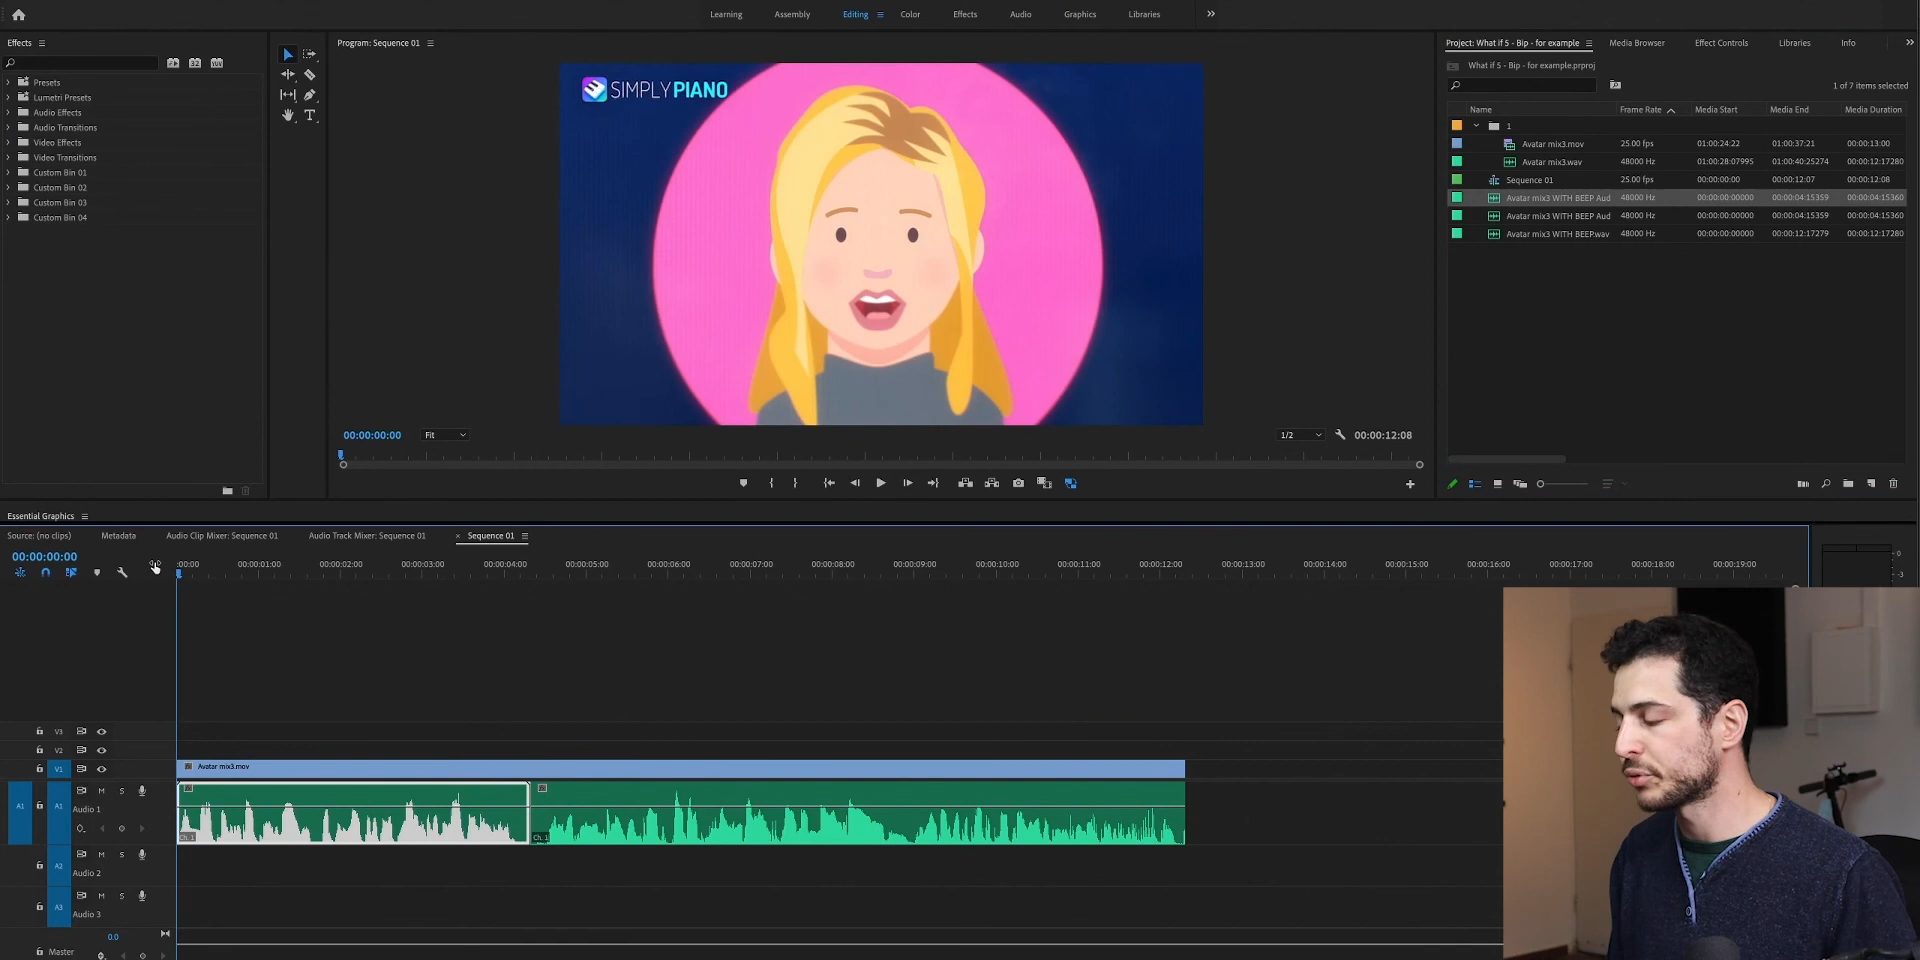 Learning Assembly Editing Color Effects Audio Graphics Libraries
Effects
Presets
Lumetri Presets
Audio Effects
Audio Transitions
Video Effects
Video Transitions
Custom Bin 01
Custom Bin 02
Custom Bin 03
Custom Bin 04
Program: Sequence 01
SIMPLY PIANO
00:00:00:00 Fit 1/2 00:00:12:08
Project: What if 5 - Bip - for example Media Browser Effect Controls Libraries Info
What if 5 - Bip - for example.prproj
1 of 7 items selected
Name Frame Rate Media Start Media End Media Duration
1
Avatar mix3.mov 25.00 fps 01:00:24:22 01:00:37:21 00:00:13:00
Avatar mix3.wav 48000 Hz 01:00:28:07995 01:00:40:25274 00:00:12:17280
Sequence 01 25.00 fps 00:00:00:00 00:00:12:07 00:00:12:08
Avatar mix3 WITH BEEP Aud 48000 Hz 00:00:00:00000 00:00:04:15359 00:00:04:15360
Avatar mix3 WITH BEEP Aud 48000 Hz 00:00:00:00000 00:00:04:15359 00:00:04:15360
Avatar mix3 WITH BEEP.wav 48000 Hz 00:00:00:00000 00:00:12:17279 00:00:12:17280
Essential Graphics
Source: (no clips) Metadata Audio Clip Mixer: Sequence 01 Audio Track Mixer: Sequence 01 × Sequence 01
00:00:00:00
:00:00 00:00:01:00 00:00:02:00 00:00:03:00 00:00:04:00 00:00:05:00 00:00:06:00 00:00:07:00 00:00:08:00 00:00:09:00 00:00:10:00 00:00:11:00 00:00:12:00 00:00:13:00 00:00:14:00 00:00:15:00 00:00:16:00 00:00:17:00 00:00:18:00 00:00:19:00
0
-3
V3
V2
V1 Avatar mix3.mov
A1 A1 M S
Audio 1
Ch. 1 Ch. 1
M S
A2 Audio 2
M S
A3 Audio 3
0.0
Master